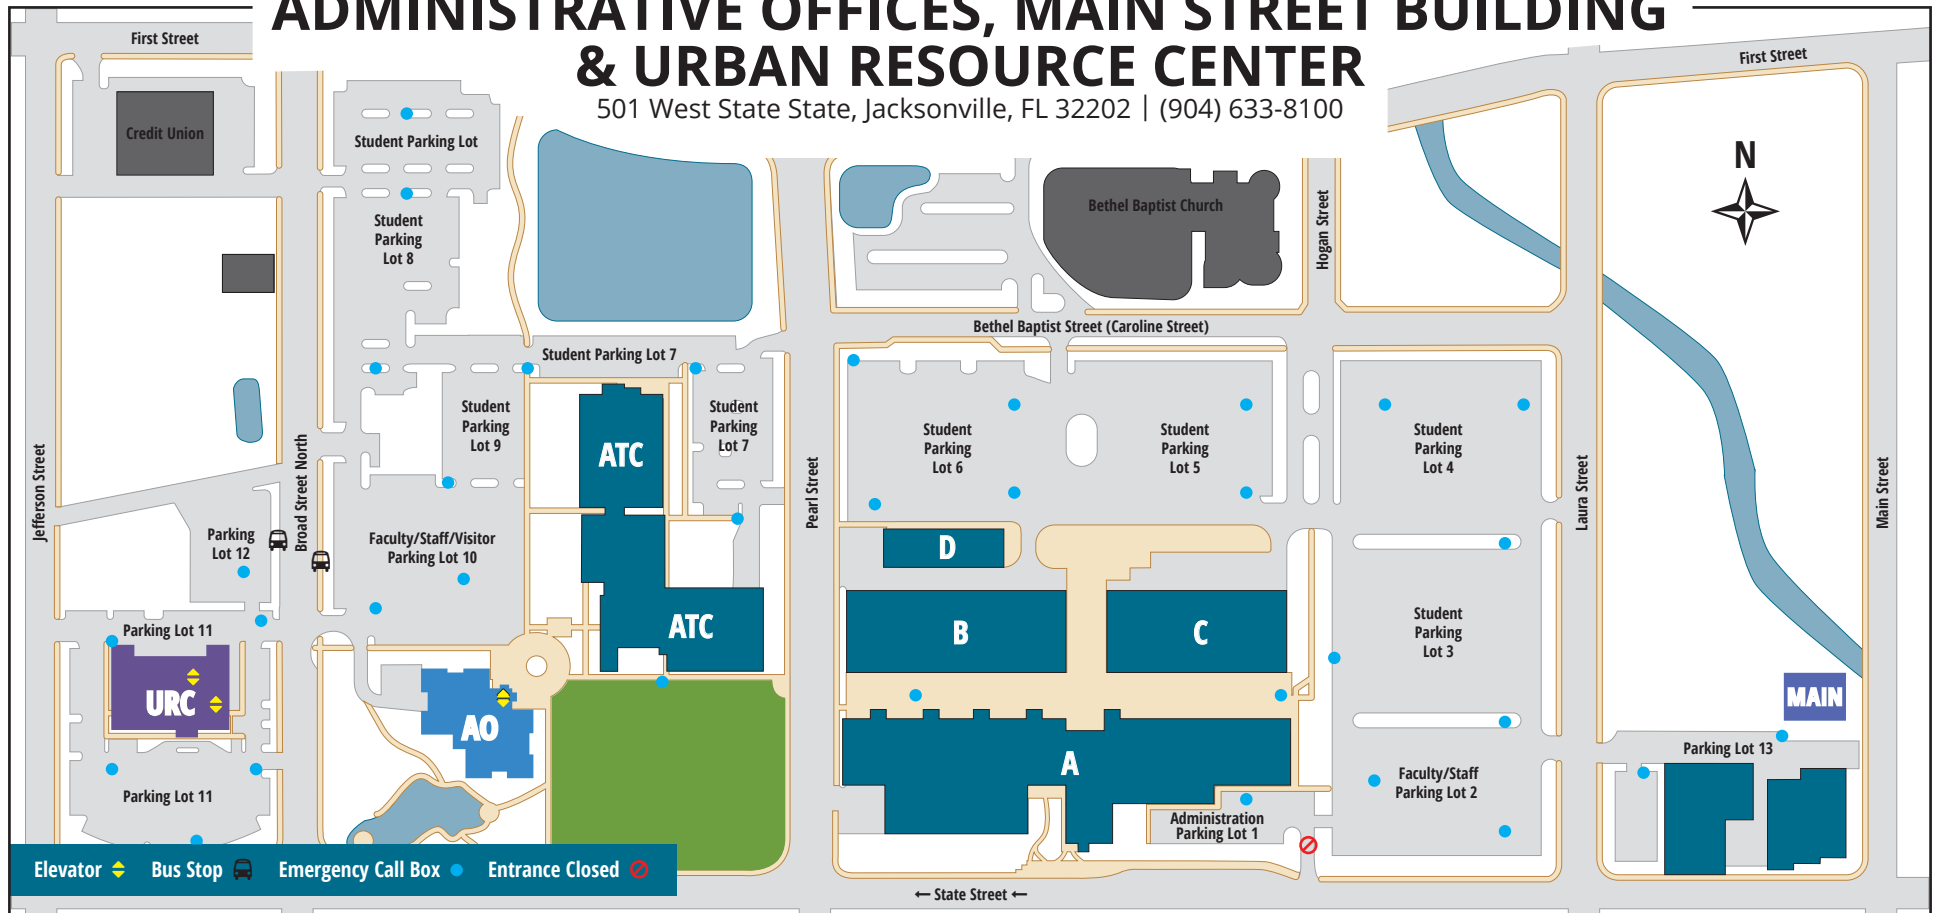 ADMINISTRATIVE OFFICES, MAIN STREET BUILDING
& URBAN RESOURCE CENTER
501 West State State, Jacksonville, FL 32202 | (904) 633-8100
First Street
First Street
Credit Union
Student Parking Lot
Student
Parking
Lot 8
Bethel Baptist Church
Hogan Street
N
Bethel Baptist Street (Caroline Street)
Student Parking Lot 7
Student
Parking
Lot 9
ATC
Student
Parking
Lot 7
Student
Parking
Lot 6
Student
Parking
Lot 5
Student
Parking
Lot 4
Jefferson Street
Broad Street North
Pearl Street
Laura Street
Main Street
Parking
Lot 12
Faculty/Staff/Visitor
Parking Lot 10
D
Parking Lot 11
ATC
B
C
Student
Parking
Lot 3
URC
AO
MAIN
Parking Lot 13
A
Faculty/Staff
Parking Lot 2
Parking Lot 11
Administration
Parking Lot 1
Elevator
Bus Stop
Emergency Call Box
Entrance Closed
← State Street ←